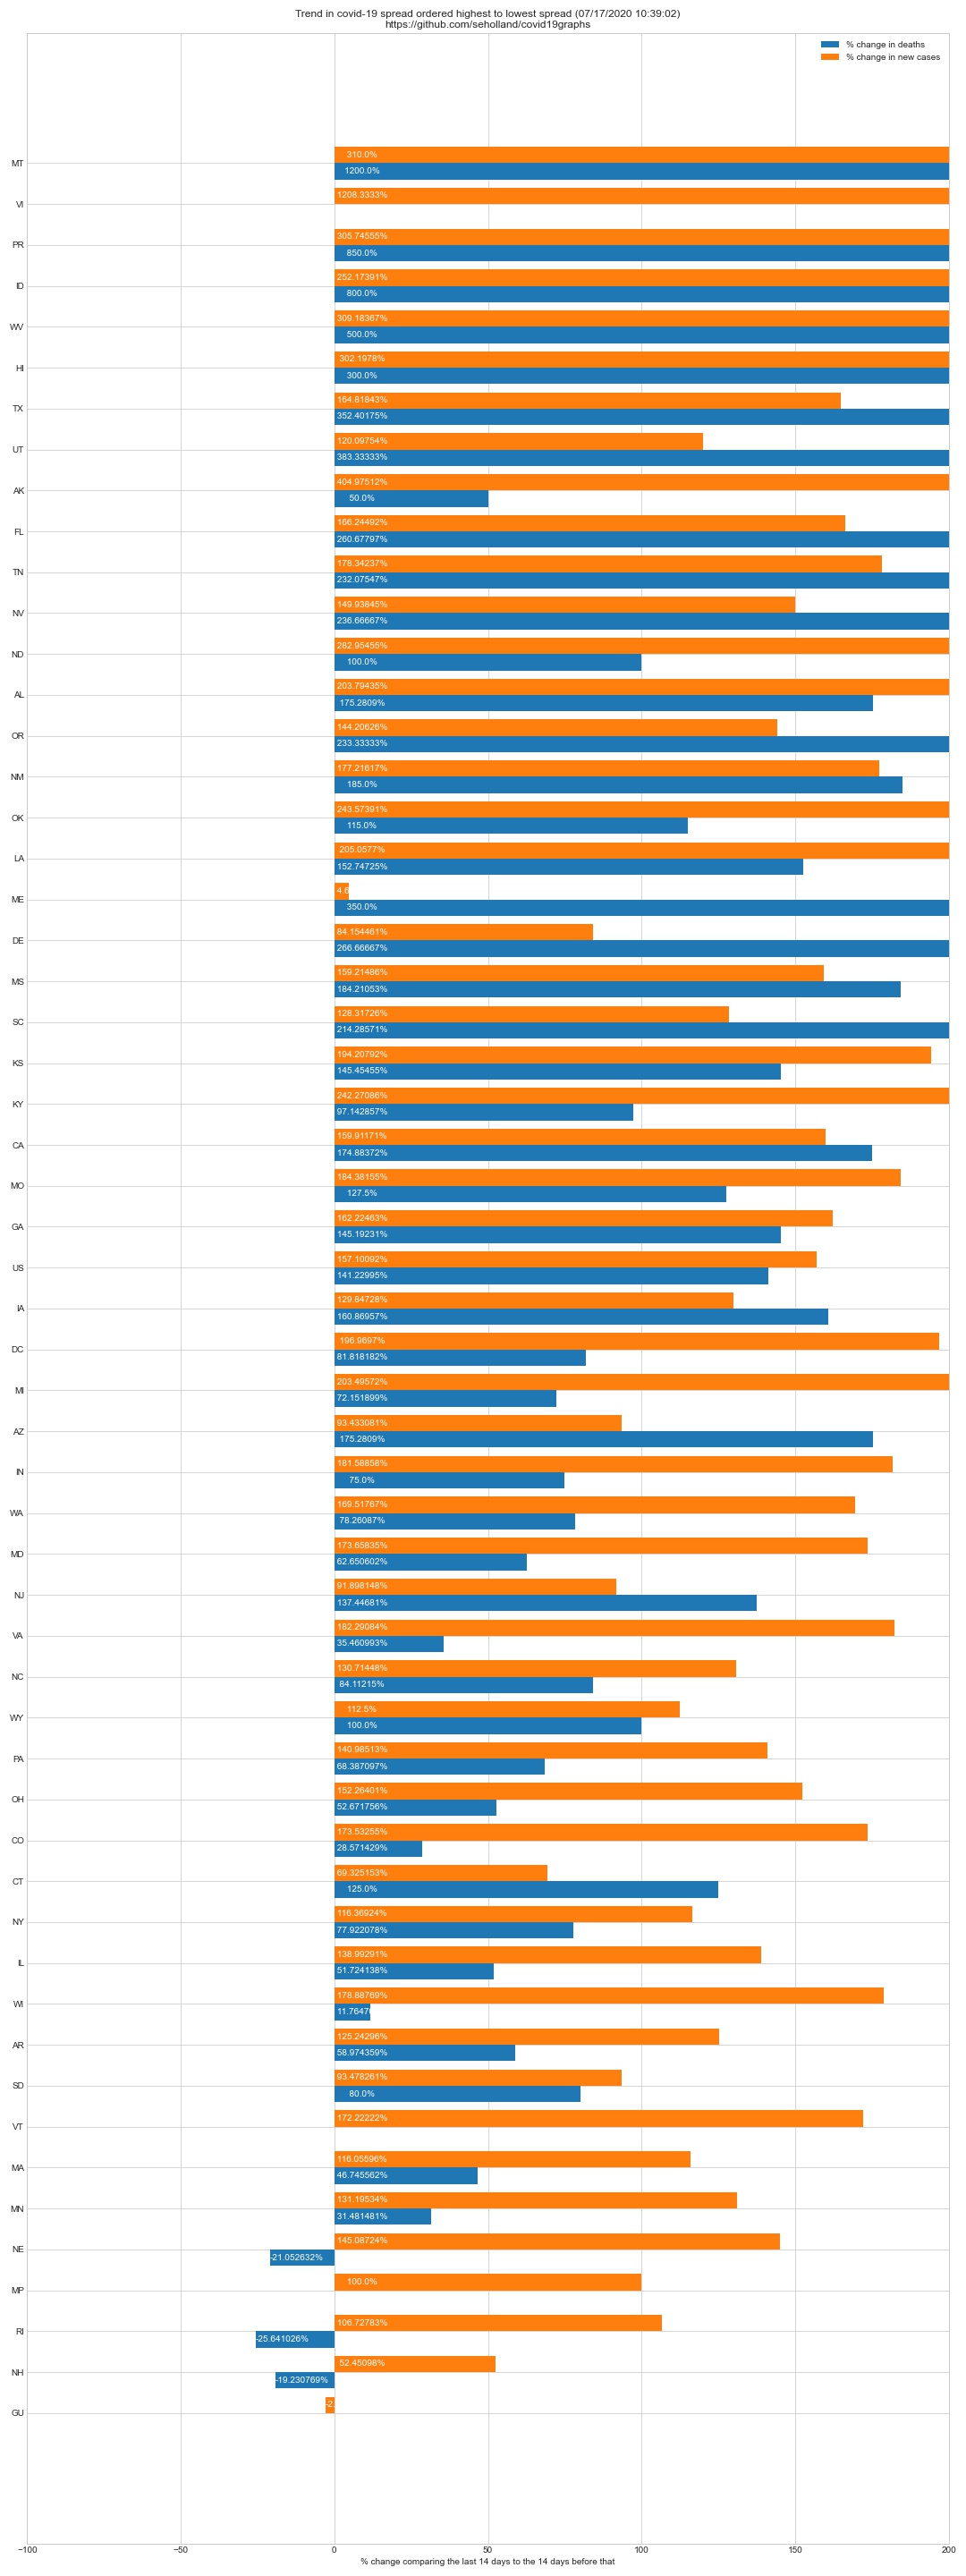 Trend in covid-19 spread ordered highest to lowest spread (07/17/2020 10:39:02)
https://github.com/seholland/covid19graphs
% change in deaths
% change in new cases
310.0%
MT
1200.0%
1208.3333%
VI
305.74555%
PR
850.0%
252.17391%
ID
800.0%
309.18367%
WV
500.0%
302.1978%
HI
300.0%
164.81843%
TX
352.40175%
120.09754%
UT
383.33333%
404.97512%
AK
50.0%
166.24492%
FL
260.67797%
178.34237%
TN
232.07547%
149.93845%
NV
236.66667%
282.95455%
ND
100.0%
203.79435%
AL
175.2809%
144.20626%
OR
233.33333%
177.21617%
NM
185.0%
243.57391%
OK
115.0%
205.0577%
LA
152.74725%
4.6
ME
350.0%
84.154461%
DE
266.66667%
159.21486%
MS
184.21053%
128.31726%
SC
214.28571%
194.20792%
KS
145.45455%
242.27086%
KY
97.142857%
159.91171%
CA
174.88372%
184.38155%
MO
127.5%
162.22463%
GA
145.19231%
157.10092%
US
141.22995%
129.84728%
IA
160.86957%
196.9697%
DC
81.818182%
203.49572%
MI
72.151899%
93.433081%
AZ
175.2809%
181.58858%
IN
75.0%
169.51767%
WA
78.26087%
173.65835%
MD
62.650602%
91.898148%
NJ
137.44681%
182.29084%
VA
35.460993%
130.71448%
NC
84.11215%
112.5%
WY
100.0%
140.98513%
PA
68.387097%
152.26401%
OH
52.671756%
173.53255%
CO
28.571429%
69.325153%
CT
125.0%
116.36924%
NY
77.922078%
138.99291%
IL
51.724138%
178.88769%
WI
11.7647
125.24296%
AR
58.974359%
93.478261%
SD
80.0%
172.22222%
VT
116.05596%
MA
46.745562%
131.19534%
MN
31.481481%
145.08724%
NE
-21.052632%
100.0%
MP
106.72783%
RI
-25.641026%
52.45098%
NH
-19.230769%
-2
GU
−100 −50 0 50 100 150 200
% change comparing the last 14 days to the 14 days before that